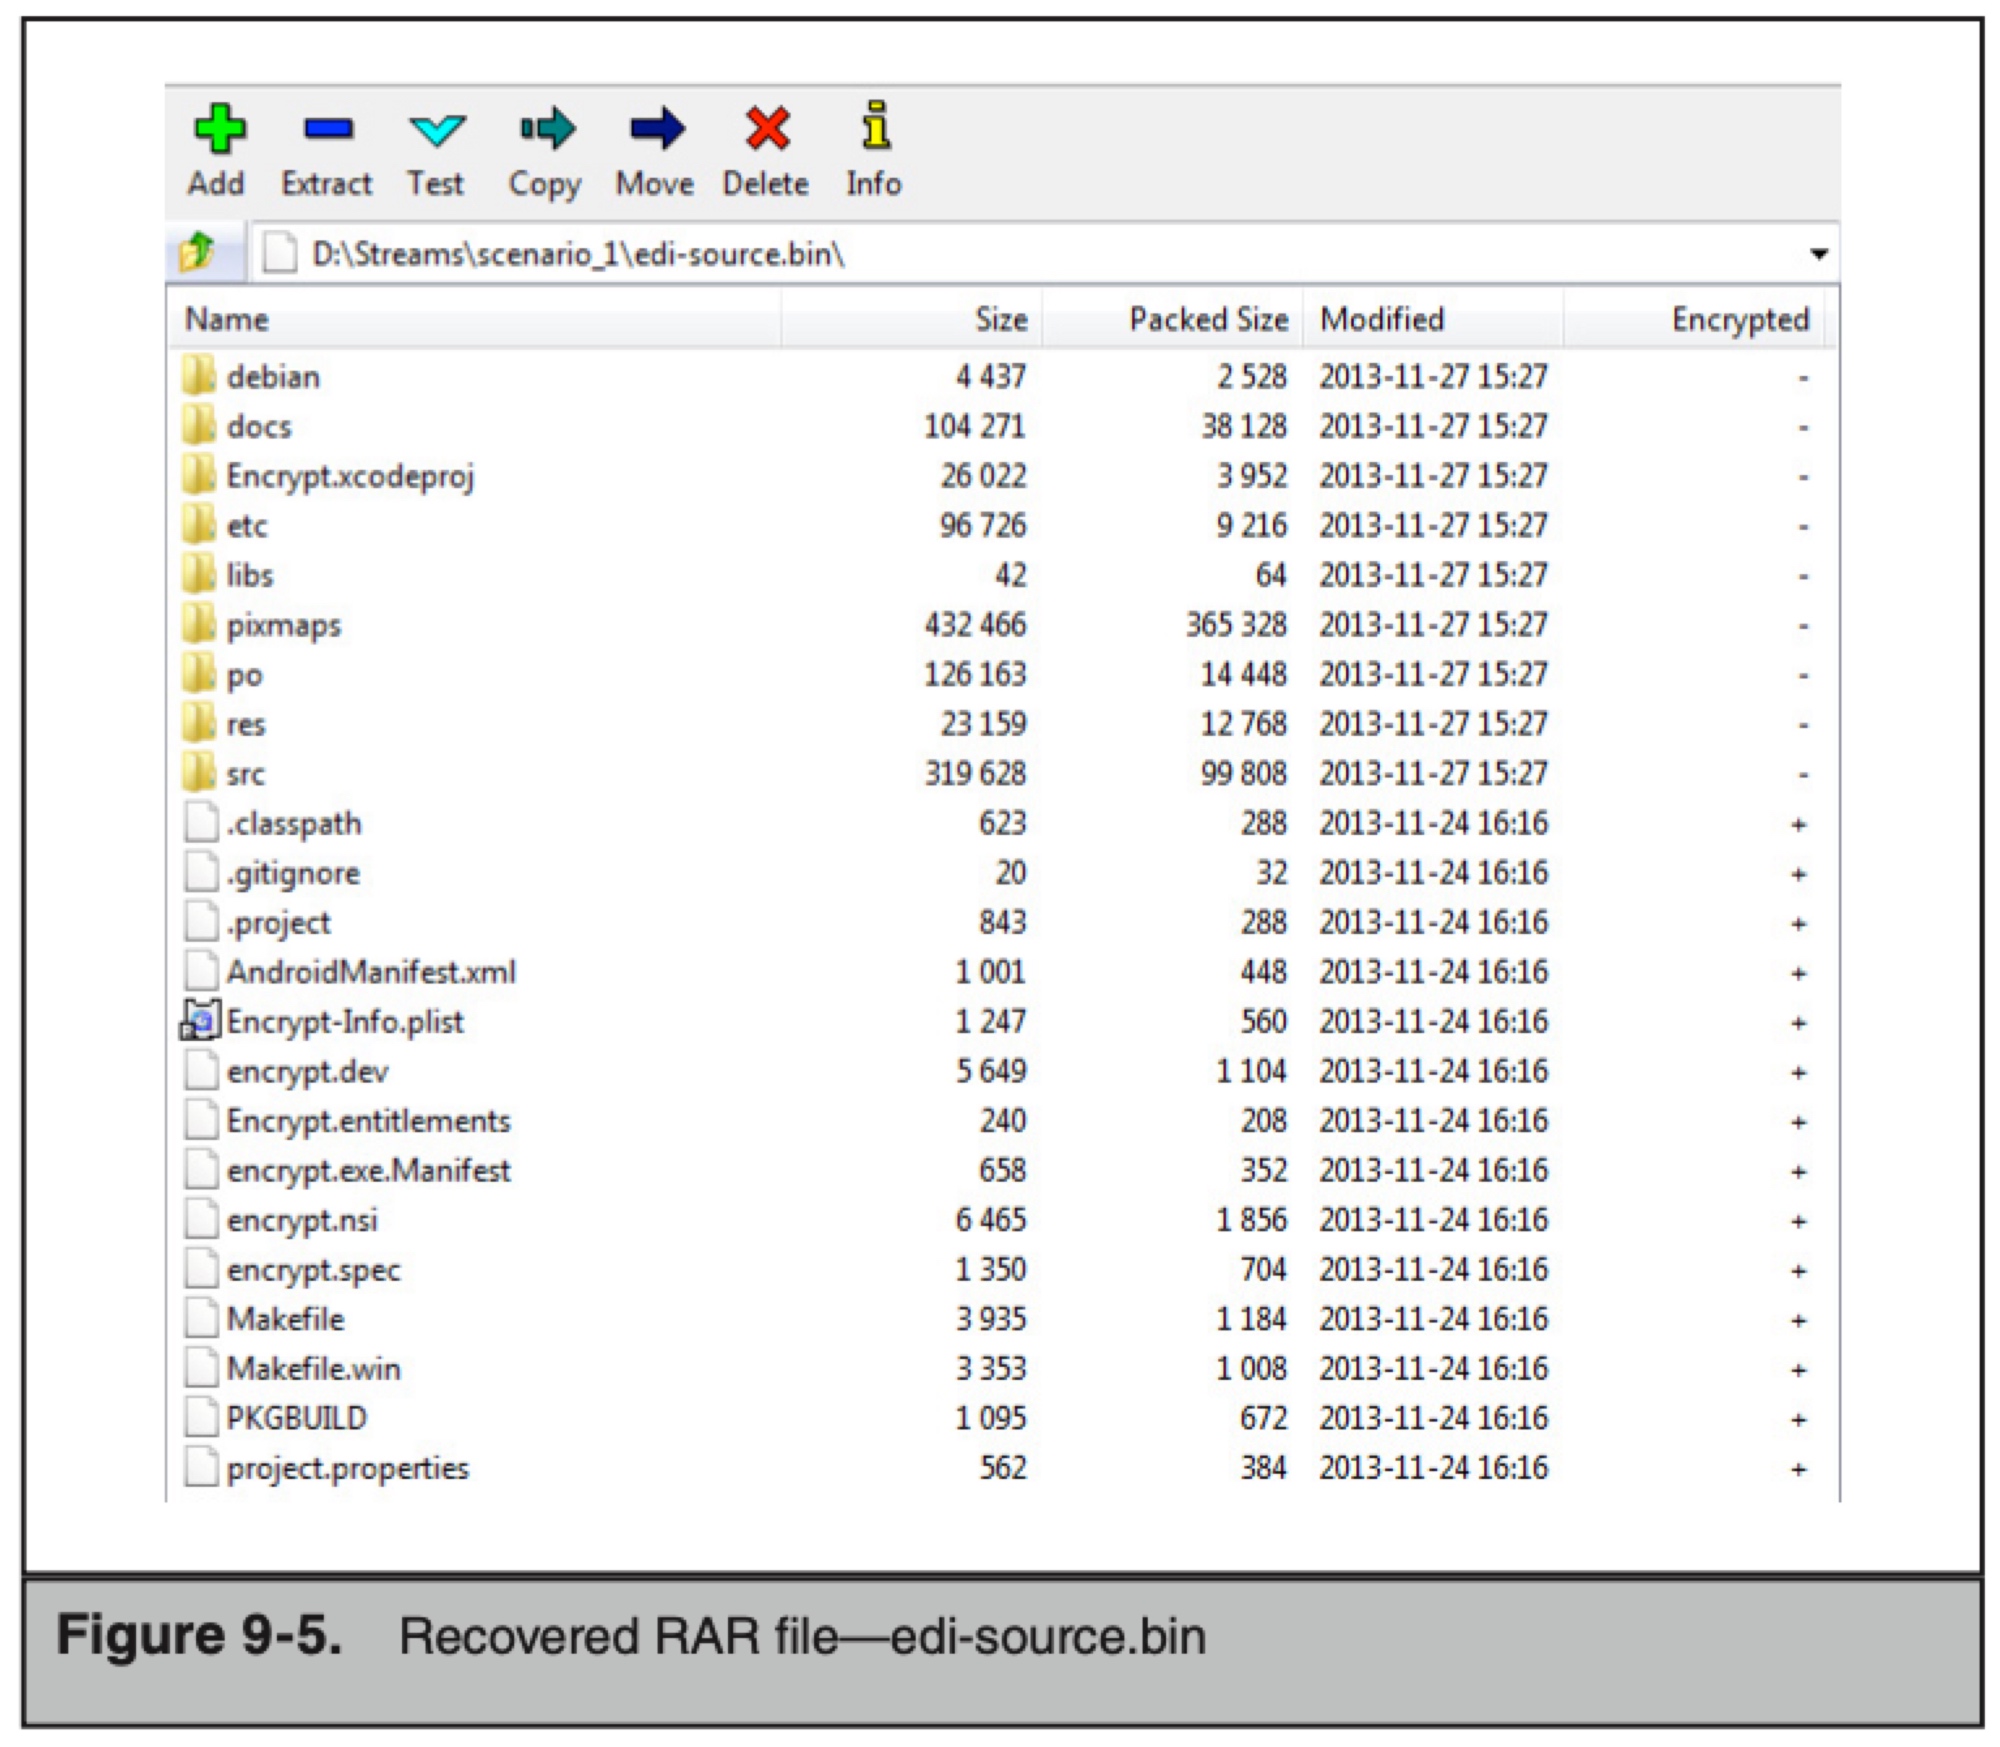 Add Extract Test Copy Move Delete Info
D:\Streams\scenario_1\edi-source.bin\
Name Size Packed Size Modified Encrypted
debian 4 437 2 528 2013-11-27 15:27 -
docs 104 271 38 128 2013-11-27 15:27 -
Encrypt.xcodeproj 26 022 3 952 2013-11-27 15:27 -
etc 96 726 9 216 2013-11-27 15:27 -
libs 42 64 2013-11-27 15:27 -
pixmaps 432 466 365 328 2013-11-27 15:27 -
po 126 163 14 448 2013-11-27 15:27 -
res 23 159 12 768 2013-11-27 15:27 -
src 319 628 99 808 2013-11-27 15:27 -
.classpath 623 288 2013-11-24 16:16 +
.gitignore 20 32 2013-11-24 16:16 +
.project 843 288 2013-11-24 16:16 +
AndroidManifest.xml 1 001 448 2013-11-24 16:16 +
Encrypt-Info.plist 1 247 560 2013-11-24 16:16 +
encrypt.dev 5 649 1 104 2013-11-24 16:16 +
Encrypt.entitlements 240 208 2013-11-24 16:16 +
encrypt.exe.Manifest 658 352 2013-11-24 16:16 +
encrypt.nsi 6 465 1 856 2013-11-24 16:16 +
encrypt.spec 1 350 704 2013-11-24 16:16 +
Makefile 3 935 1 184 2013-11-24 16:16 +
Makefile.win 3 353 1 008 2013-11-24 16:16 +
PKGBUILD 1 095 672 2013-11-24 16:16 +
project.properties 562 384 2013-11-24 16:16 +
Figure 9-5. Recovered RAR file—edi-source.bin